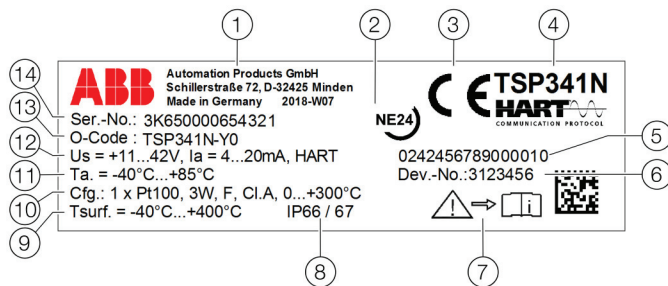 1
2
3
4
ABB
Automation Products GmbH
Schillerstraße 72, D-32425 Minden
Made in Germany 2018-W07
NE24
CE
TSP341N
HART
COMMUNICATION PROTOCOL
14
Ser.-No.: 3K650000654321
13
O-Code : TSP341N-Y0
12
Us = +11...42V, Ia = 4...20mA, HART
0242456789000010
5
11
Ta. = -40°C...+85°C
Dev.-No.:3123456
6
10
Cfg.: 1 x Pt100, 3W, F, Cl.A, 0...+300°C
i
9
Tsurf. = -40°C...+400°C IP66 / 67
8
7